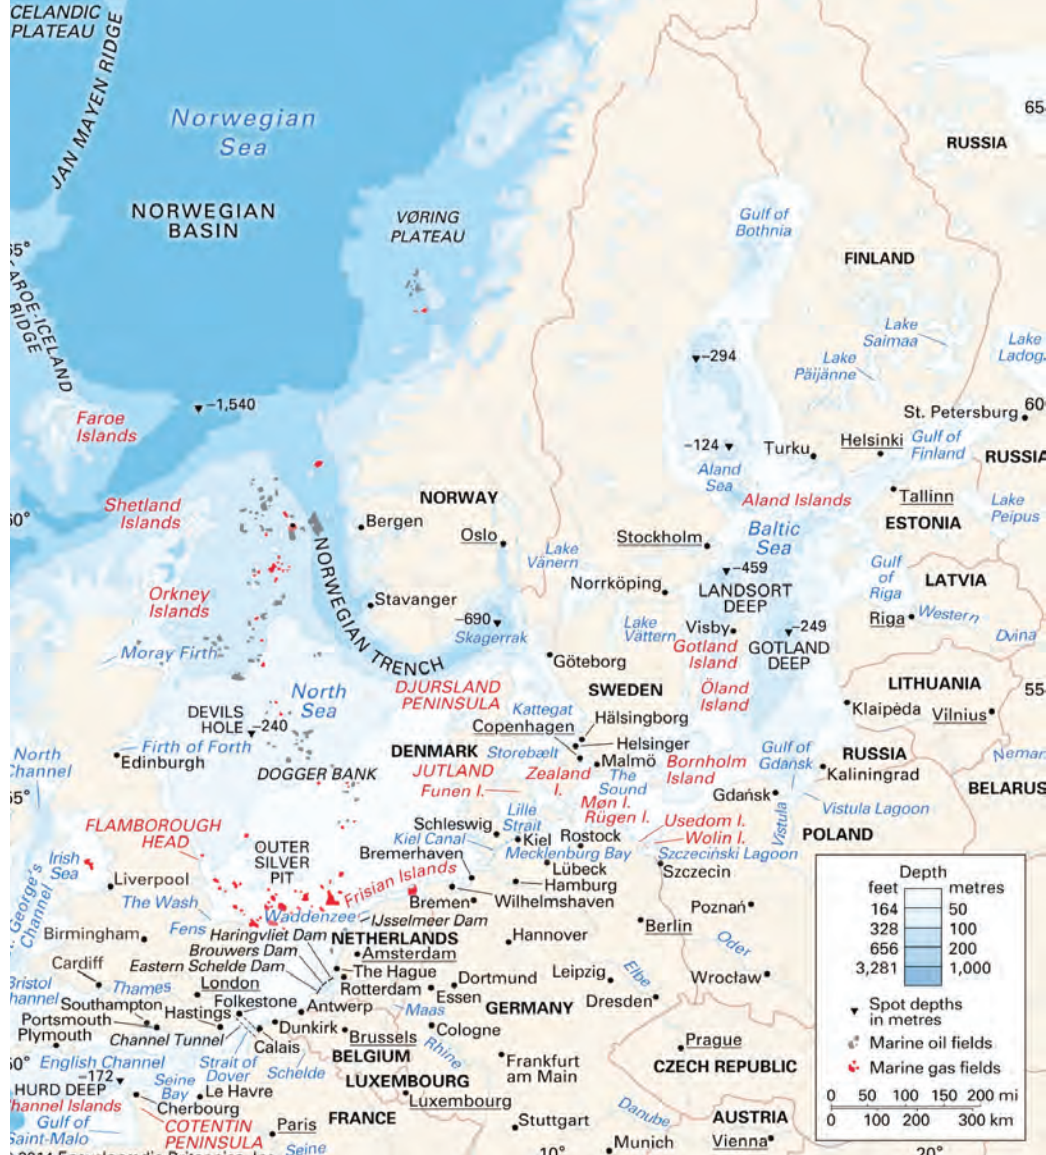 CELANDIC
PLATEAU
JAN MAYEN RIDGE
Norwegian
Sea
NORWEGIAN
BASIN
VØRING
PLATEAU
65°
RUSSIA
Gulf of
Bothnia
FINLAND
65°
FAROE-ICELAND
RIDGE
Lake
Saimaa
Lake
Ladoga
Lake
Päijänne
−294
−1,540
Faroe
Islands
60°
St. Petersburg
−124
Turku
Helsinki
Gulf of
Finland
RUSSIA
Aland
Sea
Aland Islands
Tallinn
Lake
Peipus
ESTONIA
NORWAY
Shetland
Islands
60°
Bergen
Oslo
Stockholm
Baltic
Sea
Lake
Vänern
NORWEGIAN TRENCH
−459
LANDSORT
DEEP
Norrköping
Gulf
of
Riga
LATVIA
Riga
Western
Dvina
Orkney
Islands
Stavanger
−690
Skagerrak
Lake
Vättern
Visby
−249
GOTLAND
DEEP
Gotland
Island
Moray Firth
Göteborg
DJURSLAND
PENINSULA
SWEDEN
Öland
Island
LITHUANIA
55°
North
Sea
DEVILS
HOLE
−240
Kattegat
Copenhagen
Hälsingborg
Klaipėda
Vilnius
North
Channel
Firth of Forth
Edinburgh
DENMARK
Storebælt
Helsinger
Malmö
Bornholm
Island
Gulf of
Gdańsk
RUSSIA
Kaliningrad
Neman
DOGGER BANK
JUTLAND
Funen I.
Zealand
I.
The
Sound
BELARUS
55°
Møn I.
Rügen I.
Gdańsk
Vistula
Vistula Lagoon
FLAMBOROUGH
HEAD
Schleswig
Lille
Strait
Usedom I.
Wolin I.
POLAND
Kiel Canal
Kiel
Rostock
Mecklenburg Bay
Szczeciński Lagoon
OUTER
SILVER
PIT
Bremerhaven
Lübeck
Szczecin
Irish
Sea
Liverpool
Frisian Islands
Hamburg
St. George's
Channel
The Wash
Waddenzee
Bremen
Wilhelmshaven
IJsselmeer Dam
Poznań
Fens
Haringvliet Dam
NETHERLANDS
Birmingham
Brouwers Dam
Amsterdam
Hannover
Berlin
Oder
Eastern Schelde Dam
Cardiff
The Hague
Rotterdam
Dortmund
Leipzig
Elbe
Wrocław
Bristol
Channel
Thames
London
Essen
Dresden
Southampton
Folkestone
Hastings
Antwerp
Maas
GERMANY
Portsmouth
Plymouth
Channel Tunnel
Dunkirk
Calais
Brussels
Cologne
Prague
English Channel
Strait of
Dover
Schelde
BELGIUM
Rhine
Frankfurt
am Main
CZECH REPUBLIC
50°
−172
HURD DEEP
Seine
Bay
Le Havre
LUXEMBOURG
Luxembourg
Channel Islands
Cherbourg
Gulf of
Saint-Malo
COTENTIN
PENINSULA
Paris
Seine
FRANCE
Stuttgart
Danube
AUSTRIA
Vienna
Munich
10°
20°
Depth
feet metres
164 50
328 100
656 200
3,281 1,000
Spot depths
in metres
Marine oil fields
Marine gas fields
0 50 100 150 200 mi
0 100 200 300 km